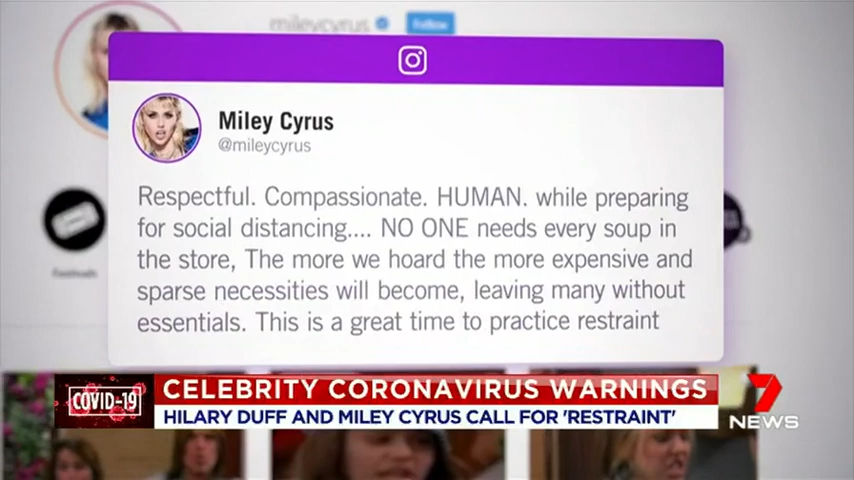 mileycyrus
Follow
Miley Cyrus
@mileycyrus
Respectful. Compassionate. HUMAN. while preparing
for social distancing.... NO ONE needs every soup in
the store, The more we hoard the more expensive and
sparse necessities will become, leaving many without
essentials. This is a great time to practice restraint
Festivals
COVID-19
CELEBRITY CORONAVIRUS WARNINGS
HILARY DUFF AND MILEY CYRUS CALL FOR 'RESTRAINT'
7
NEWS